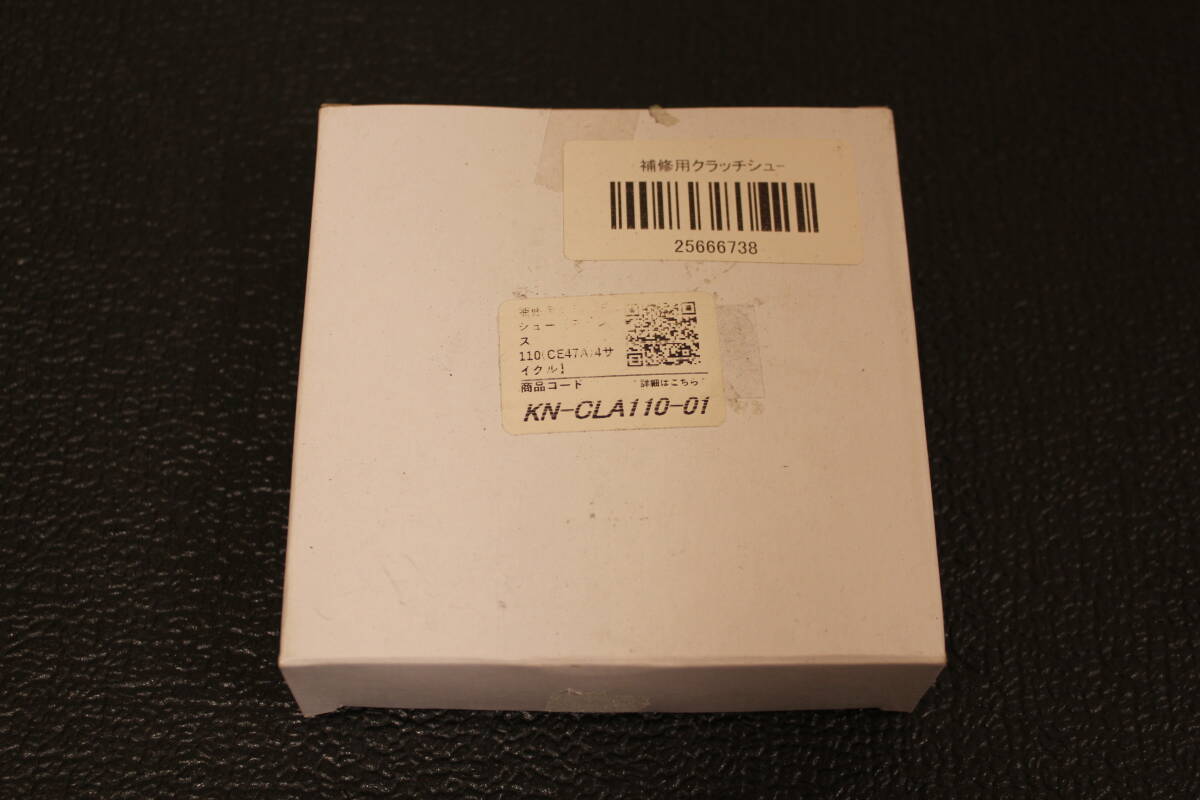 補修用クラッチシュー
25666738
シュー
ス
110(CE47A)4サ
イクル】
商品コード
詳細はこちら
KN-CLA110-01